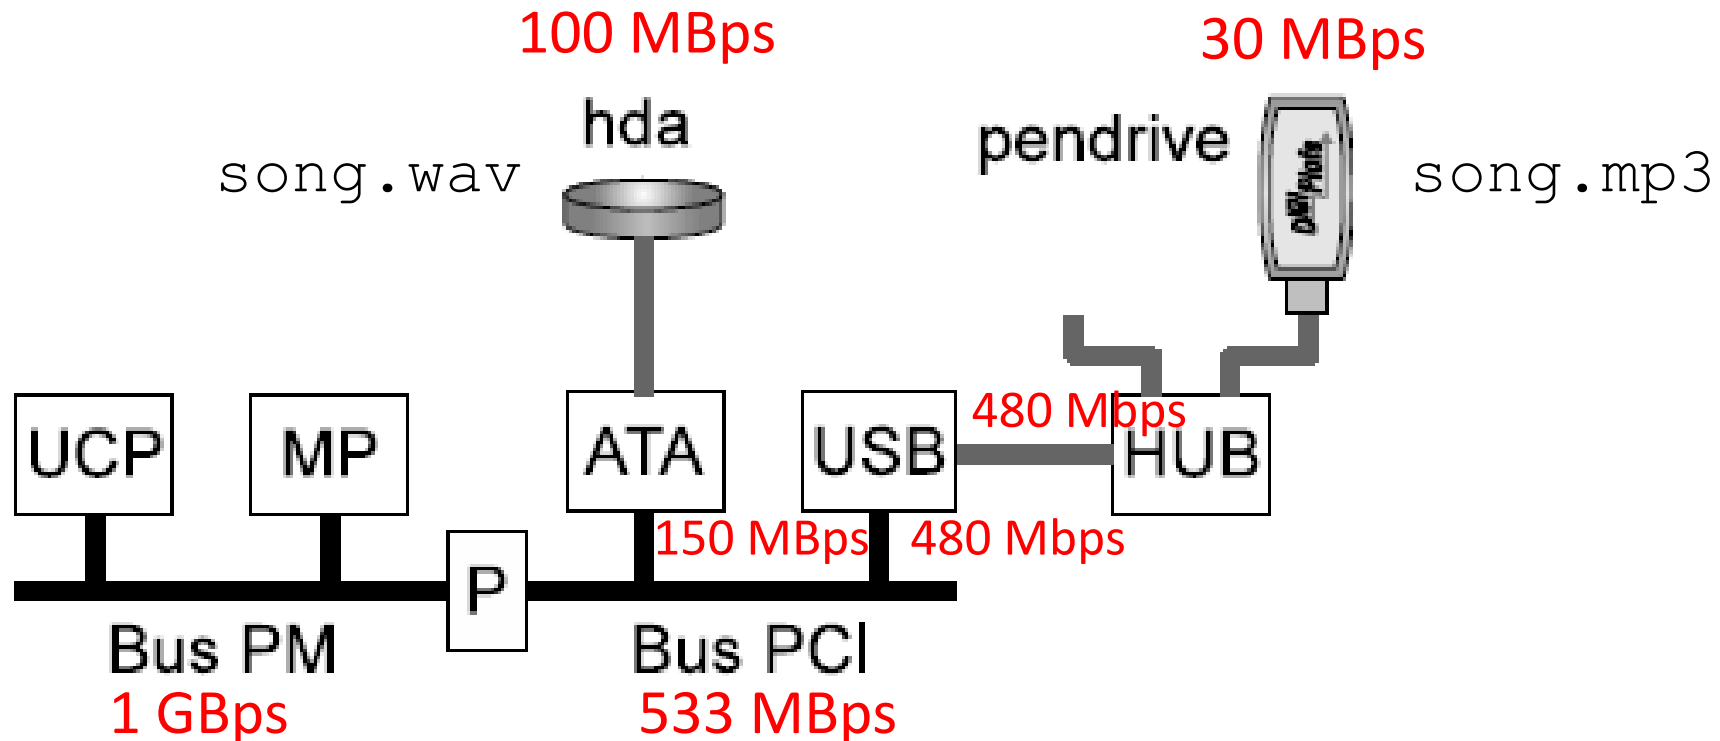 100 MBps
30 MBps
hda
pendrive
song.wav
song.mp3
480 Mbps
UCP
MP
ATA
USB
HUB
150 MBps
480 Mbps
P
Bus PM
Bus PCI
1 GBps
533 MBps